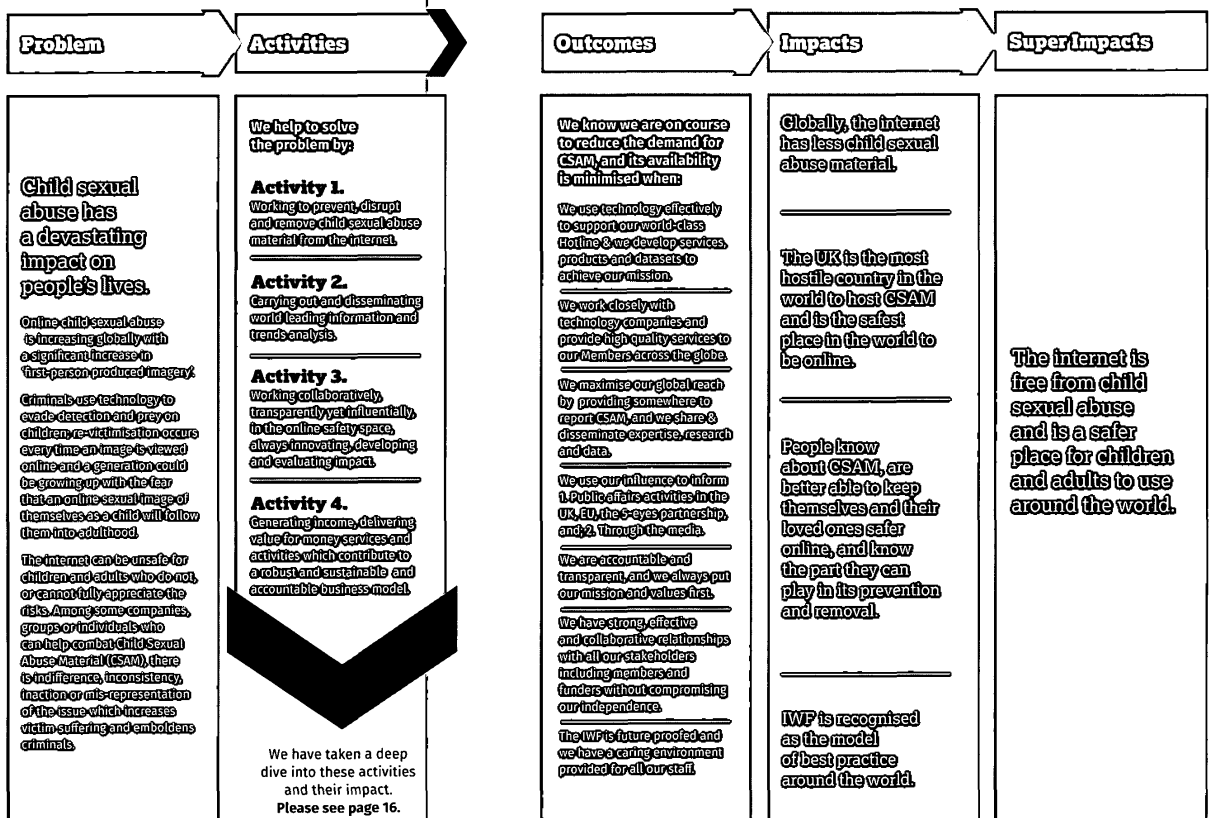 Problem
Child sexual
abuse has
a devastating
impact on
people's lives.
Online child sexual abuse
is increasing globally with
a significant increase in
'first-person produced imagery'.
Criminals use technology to
evade detection and prey on
children; re-victimisation occurs
every time an image is viewed
online and a generation could
be growing up with the fear
that an online sexual image of
themselves as a child will follow
them into adulthood.
The internet can be unsafe for
children and adults who do not,
or cannot fully appreciate the
risks. Among some companies,
groups or individuals who
can help combat Child Sexual
Abuse Material (CSAM), there
is indifference, inconsistency,
inaction or mis-representation
of the issue which increases
victim suffering and emboldens
criminals.
Activities
We help to solve
the problem by:
Activity 1.
Working to prevent, disrupt
and remove child sexual abuse
material from the internet.
Activity 2.
Carrying out and disseminating
world leading information and
trends analysis.
Activity 3.
Working collaboratively,
transparently yet influentially,
in the online safety space,
always innovating, developing
and evaluating impact.
Activity 4.
Generating income, delivering
value for money services and
activities which contribute to
a robust and sustainable and
accountable business model.
We have taken a deep
dive into these activities
and their impact.
Please see page 16.
Outcomes
We know we are on course
to reduce the demand for
CSAM, and its availability
is minimised when:
We use technology effectively
to support our world-class
Hotline & we develop services,
products and datasets to
achieve our mission.
We work closely with
technology companies and
provide high quality services to
our Members across the globe.
We maximise our global reach
by providing somewhere to
report CSAM, and we share &
disseminate expertise, research
and data.
We use our influence to inform
1. Public affairs activities in the
UK, EU, the 5-eyes partnership,
and; 2. Through the media.
We are accountable and
transparent, and we always put
our mission and values first.
We have strong, effective
and collaborative relationships
with all our stakeholders
including members and
funders without compromising
our independence.
The IWF is future proofed and
we have a caring environment
provided for all our staff.
Impacts
Globally, the internet
has less child sexual
abuse material.
The UK is the most
hostile country in the
world to host CSAM
and is the safest
place in the world to
be online.
People know
about CSAM, are
better able to keep
themselves and their
loved ones safer
online, and know
the part they can
play in its prevention
and removal.
IWF is recognised
as the model
of best practice
around the world.
Super Impacts
The internet is
free from child
sexual abuse
and is a safer
place for children
and adults to use
around the world.